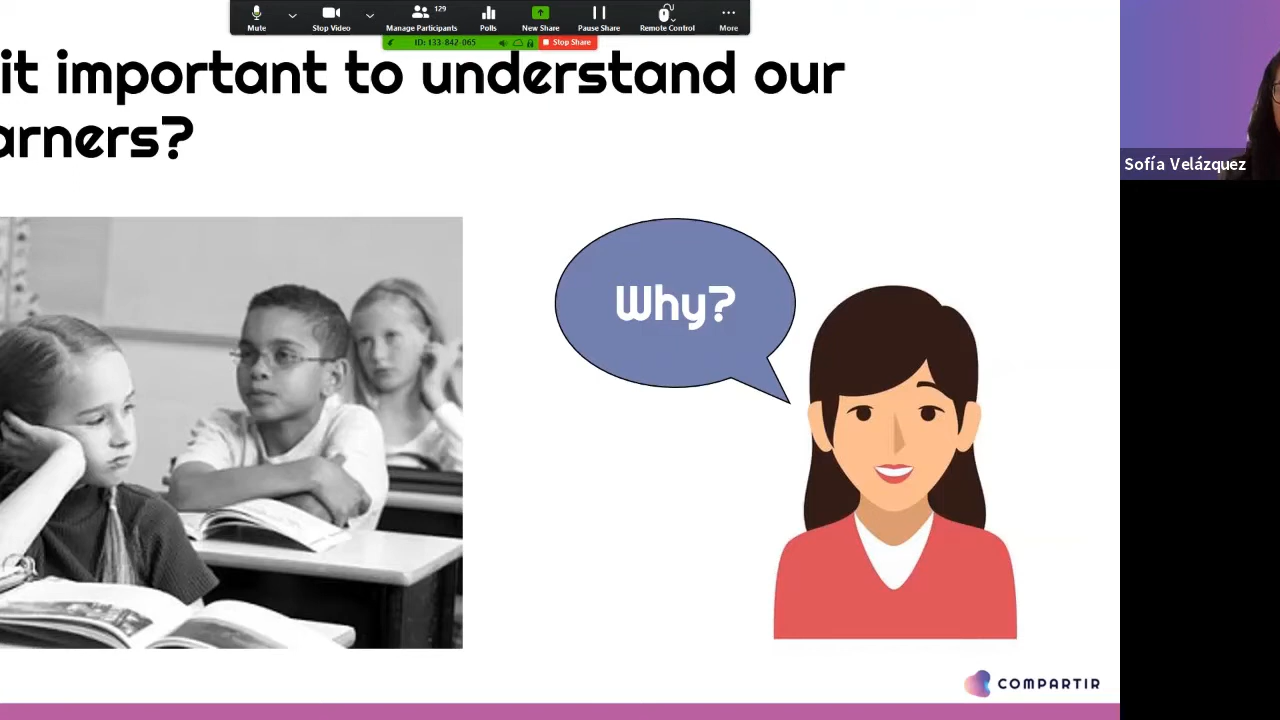 Mute
Stop Video
129
Manage Participants
Polls
New Share
Pause Share
Remote Control
More
ID: 133-842-065
Stop Share
it important to understand our
arners?
Why?
Sofía Velázquez
COMPARTIR